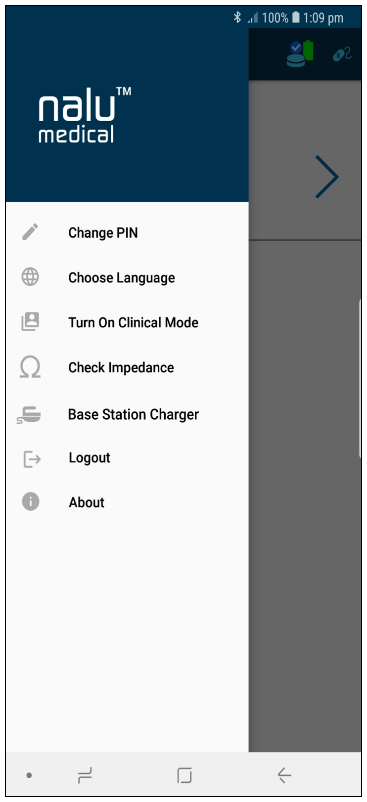 100% 1:09 pm
nalu™
medical
Change PIN
Choose Language
Turn On Clinical Mode
Check Impedance
Base Station Charger
Logout
About